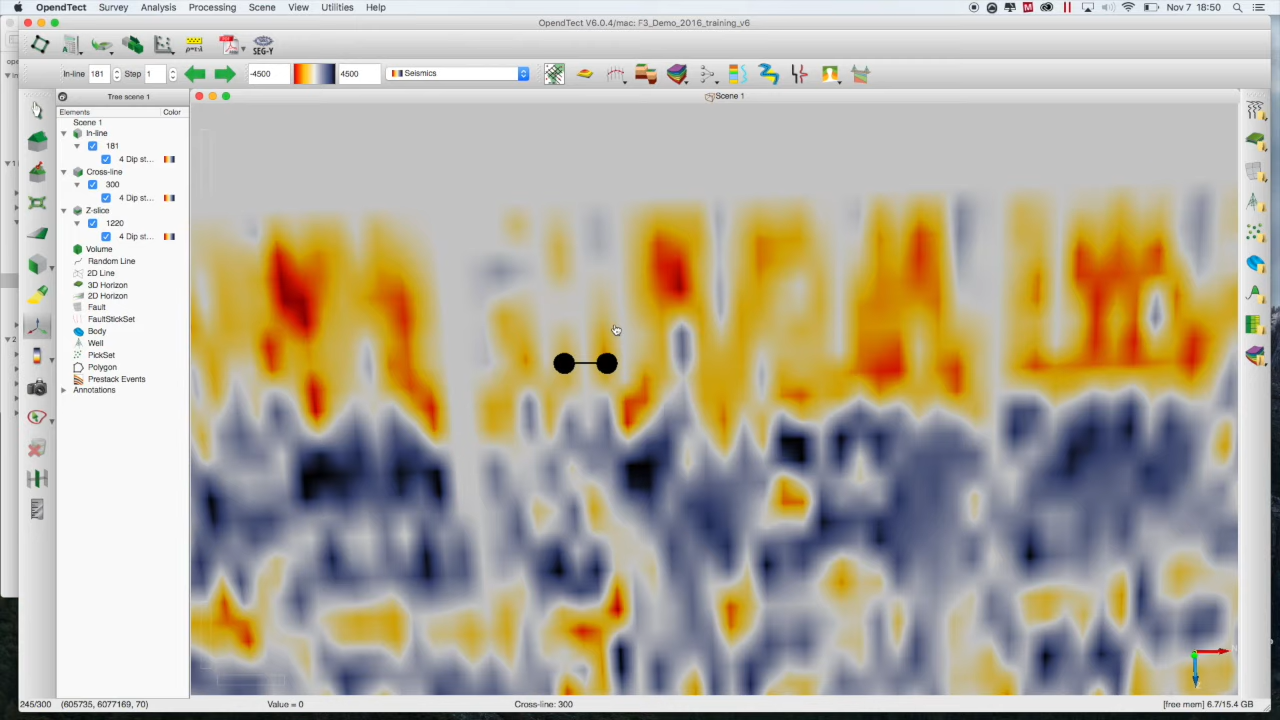 OpendTect Survey Analysis Processing Scene View Utilities Help Nov 7 18:50
OpendTect V6.0.4/mac: F3_Demo_2016_training_v6
SEG-Y
In-line 181 Step 1 -4500 4500 Seismics
Tree scene 1 Scene 1
Elements Color
Scene 1
In-line
181
4 Dip st...
Cross-line
300
4 Dip st...
Z-slice
1220
4 Dip st...
Volume
Random Line
2D Line
3D Horizon
2D Horizon
Fault
FaultStickSet
Body
Well
PickSet
Polygon
Prestack Events
Annotations
245/300 (605735, 6077169, 70) Value = 0 Cross-line: 300 [free mem] 6.7/15.4 GB